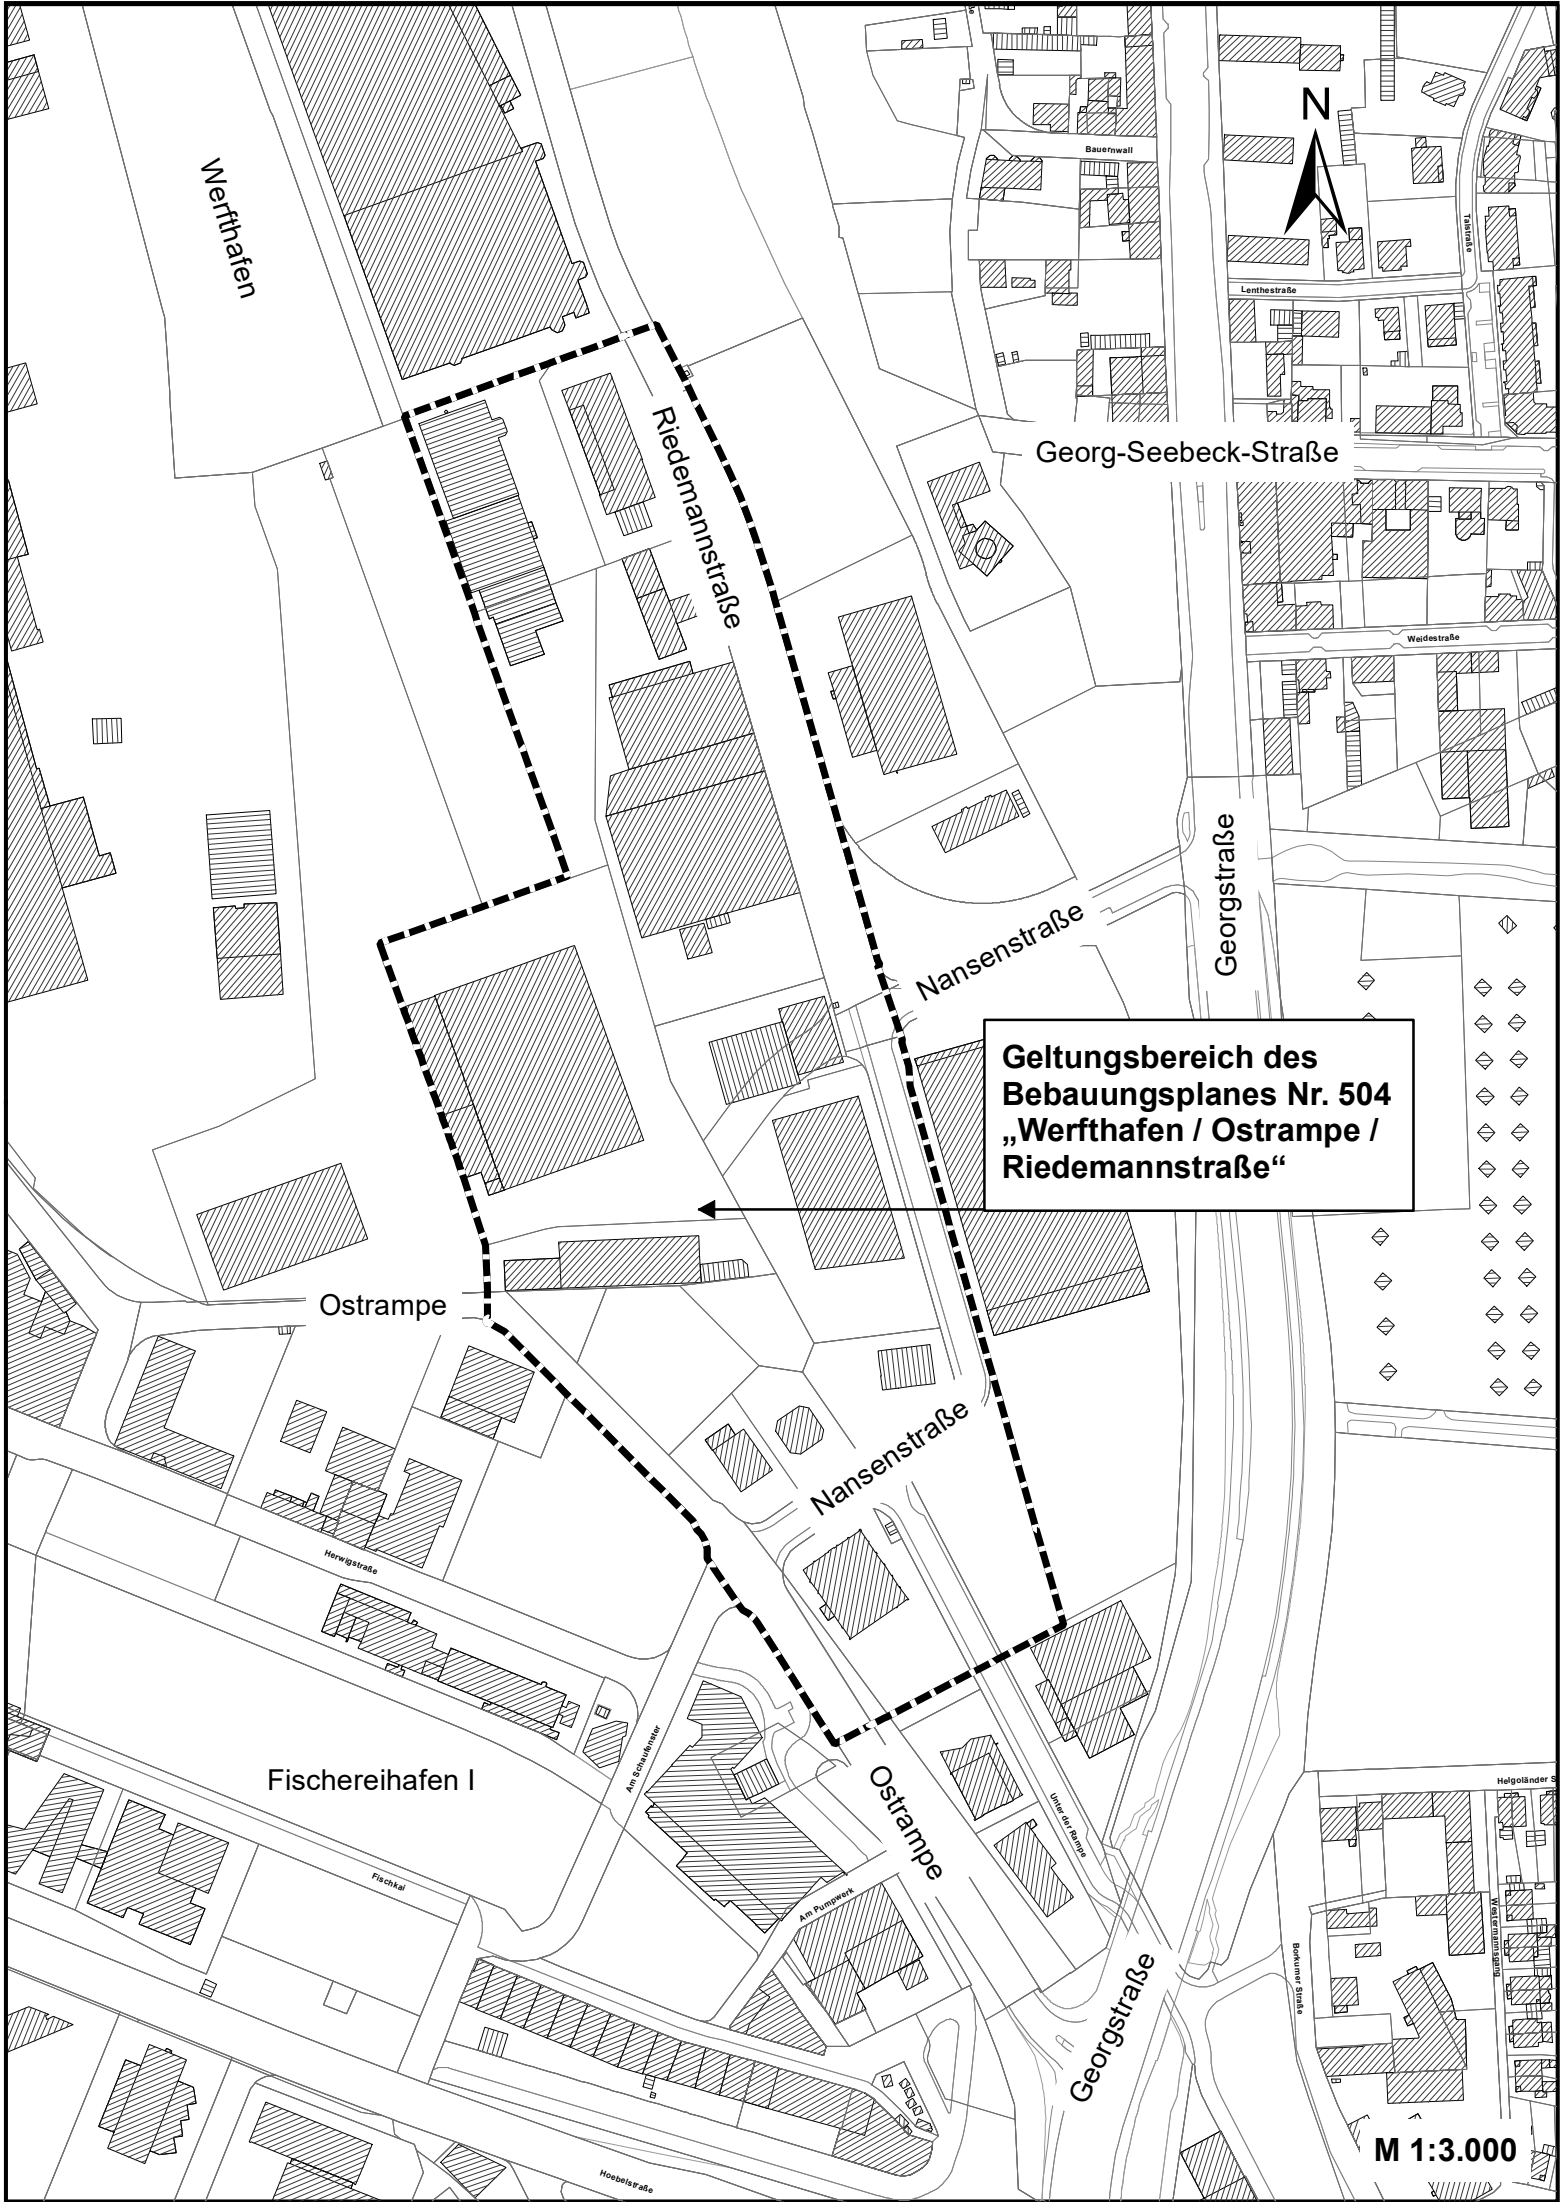 N
Bauernwall
Talstraße
Werfthafen
Lenthestraße
Riedemannstraße
Georg-Seebeck-Straße
Weidestraße
Georgstraße
Nansenstraße
Geltungsbereich des
Bebauungsplanes Nr. 504
„Werfthafen / Ostrampe /
Riedemannstraße“
Ostrampe
Nansenstraße
Herwigstraße
Am Schaufenster
Fischereihafen I
Ostrampe
Unter der Rampe
Helgoländer S
Fischkai
Am Pumpwerk
Westermannsgang
Borkumer Straße
Georgstraße
M 1:3.000
Hoebelstraße